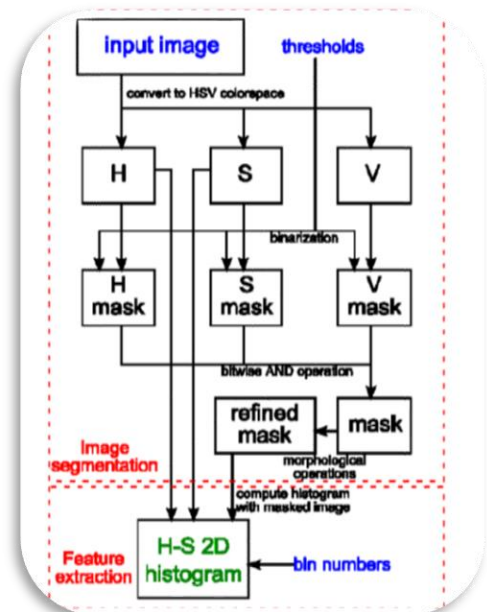 input image
thresholds
convert to HSV colorspace
H
S
V
binarization
H
mask
S
mask
V
mask
bitwise AND operation
refined
mask
mask
morphological
operations
Image
segmentation
compute histogram
with masked image
Feature
extraction
H-S 2D
histogram
bin numbers